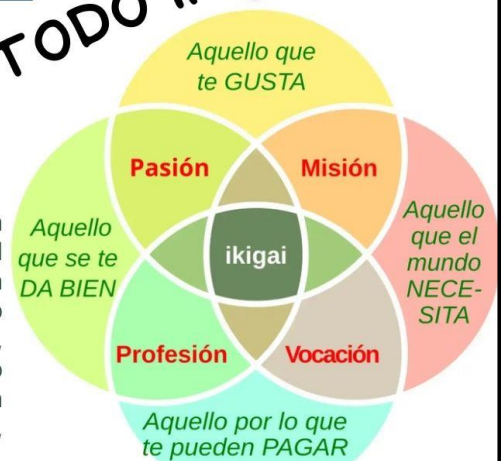 TODO
Aquello que
te GUSTA
Pasión
Misión
Aquello
que se te
DA BIEN
ikigai
Aquello
que el
mundo
NECE-
SITA
Profesión
Vocación
Aquello por lo que
te pueden PAGAR